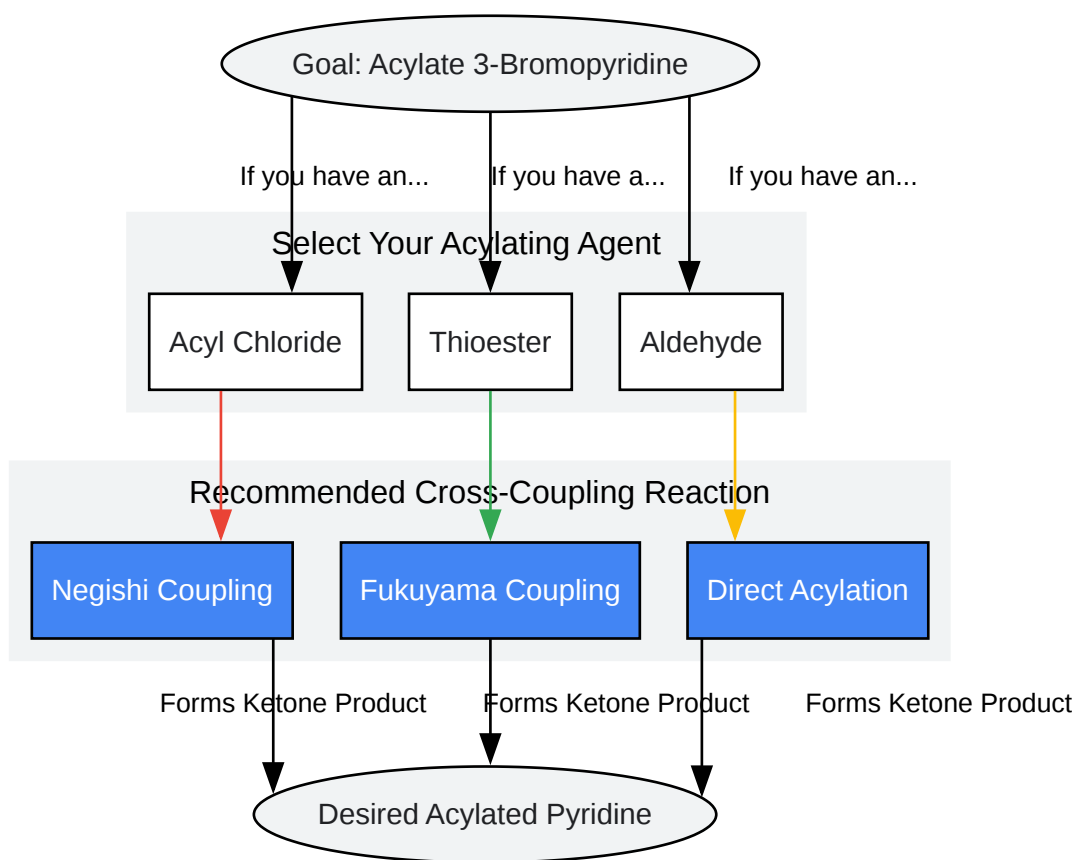 Goal: Acylate 3-Bromopyridine
If you have an...
If you have a...
If you have an...
Select Your Acylating Agent
Acyl Chloride
Thioester
Aldehyde
Recommended Cross-Coupling Reaction
Negishi Coupling
Fukuyama Coupling
Direct Acylation
Forms Ketone Product
Forms Ketone Product
Forms Ketone Product
Desired Acylated Pyridine